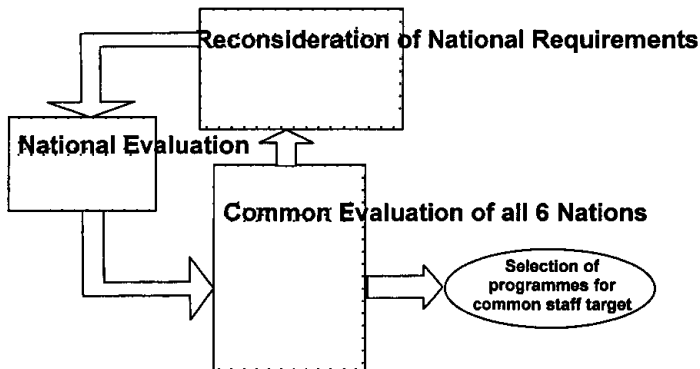 Reconsideration of National Requirements
National Evaluation
Common Evaluation of all 6 Nations
Selection of
programmes for
common staff target